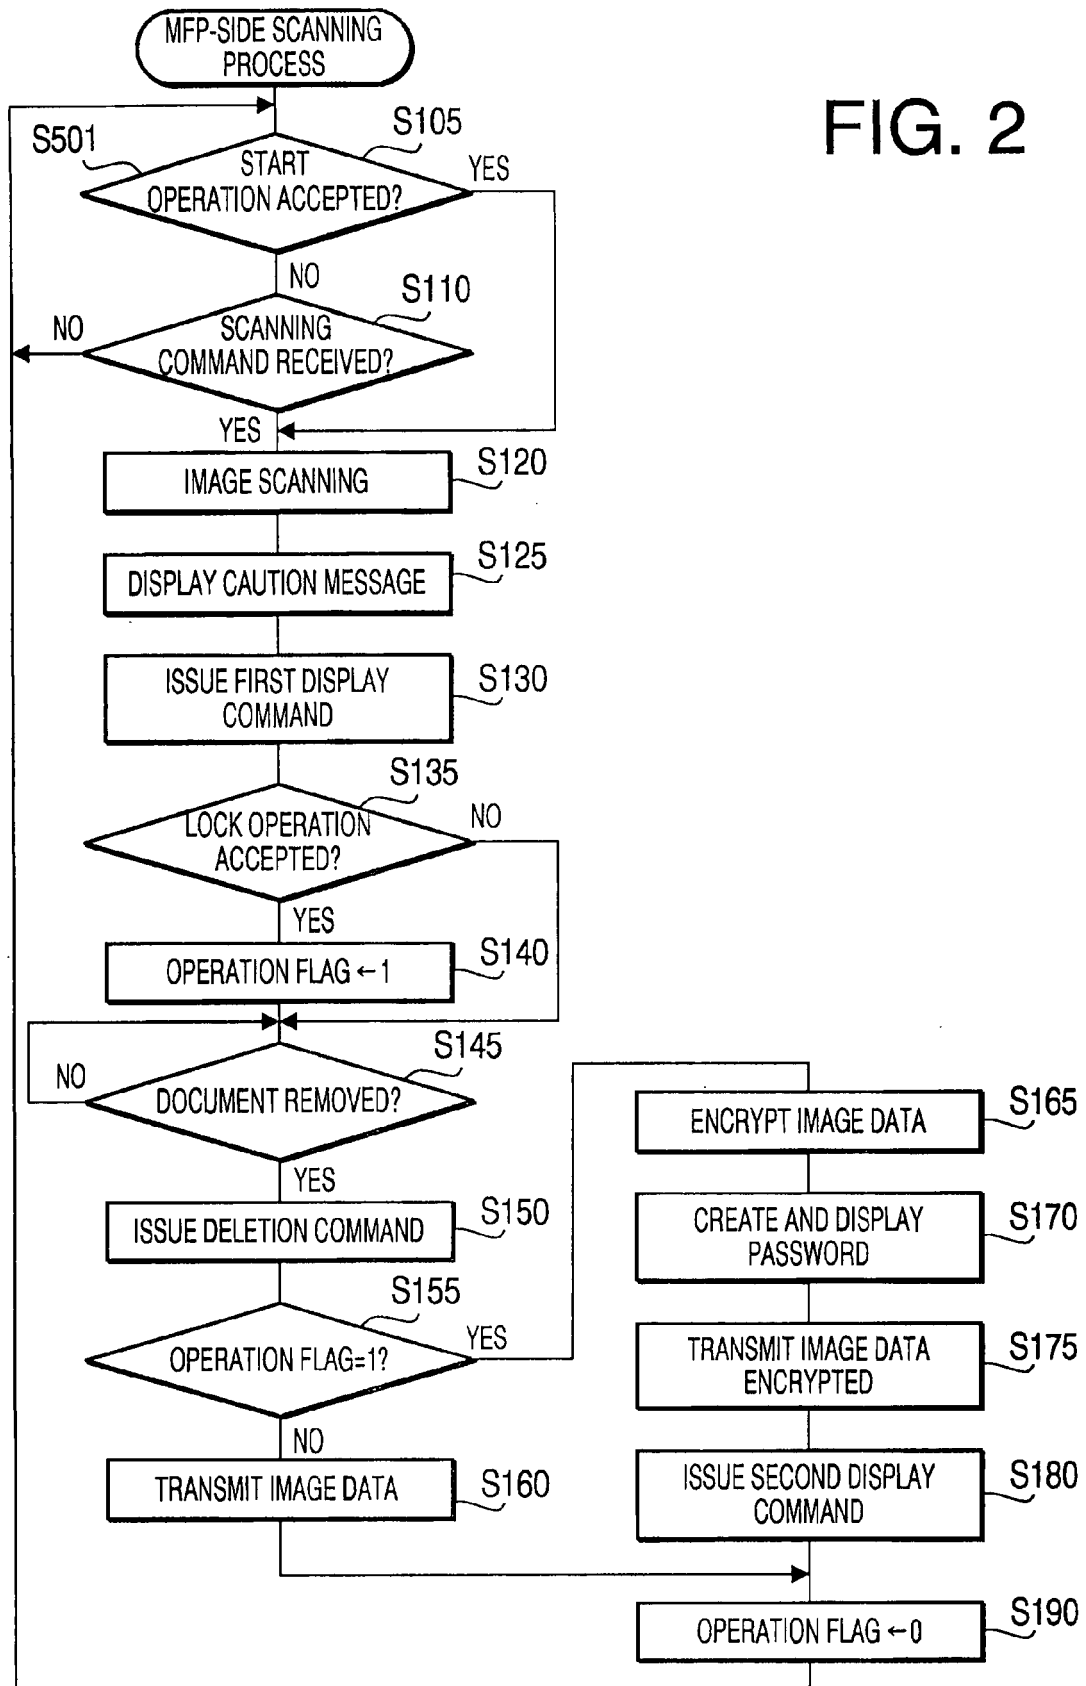 MFP-SIDE SCANNING
PROCESS
FIG. 2
S501
S105
START
OPERATION ACCEPTED?
YES
NO
S110
SCANNING
COMMAND RECEIVED?
NO
YES
S120
IMAGE SCANNING
S125
DISPLAY CAUTION MESSAGE
S130
ISSUE FIRST DISPLAY
COMMAND
S135
LOCK OPERATION
ACCEPTED?
NO
YES
S140
OPERATION FLAG ←1
S145
DOCUMENT REMOVED?
NO
YES
S150
ISSUE DELETION COMMAND
S155
OPERATION FLAG=1?
YES
NO
S160
TRANSMIT IMAGE DATA
S165
ENCRYPT IMAGE DATA
S170
CREATE AND DISPLAY
PASSWORD
S175
TRANSMIT IMAGE DATA
ENCRYPTED
S180
ISSUE SECOND DISPLAY
COMMAND
S190
OPERATION FLAG ←0